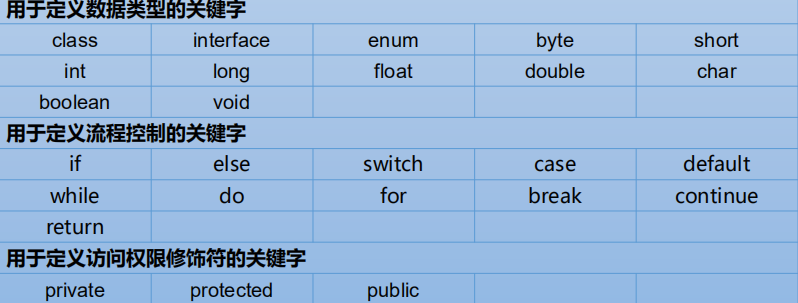 用于定义数据类型的关键字
class interface enum byte short
int long float double char
boolean void
用于定义流程控制的关键字
if else switch case default
while do for break continue
return
用于定义访问权限修饰符的关键字
private protected public